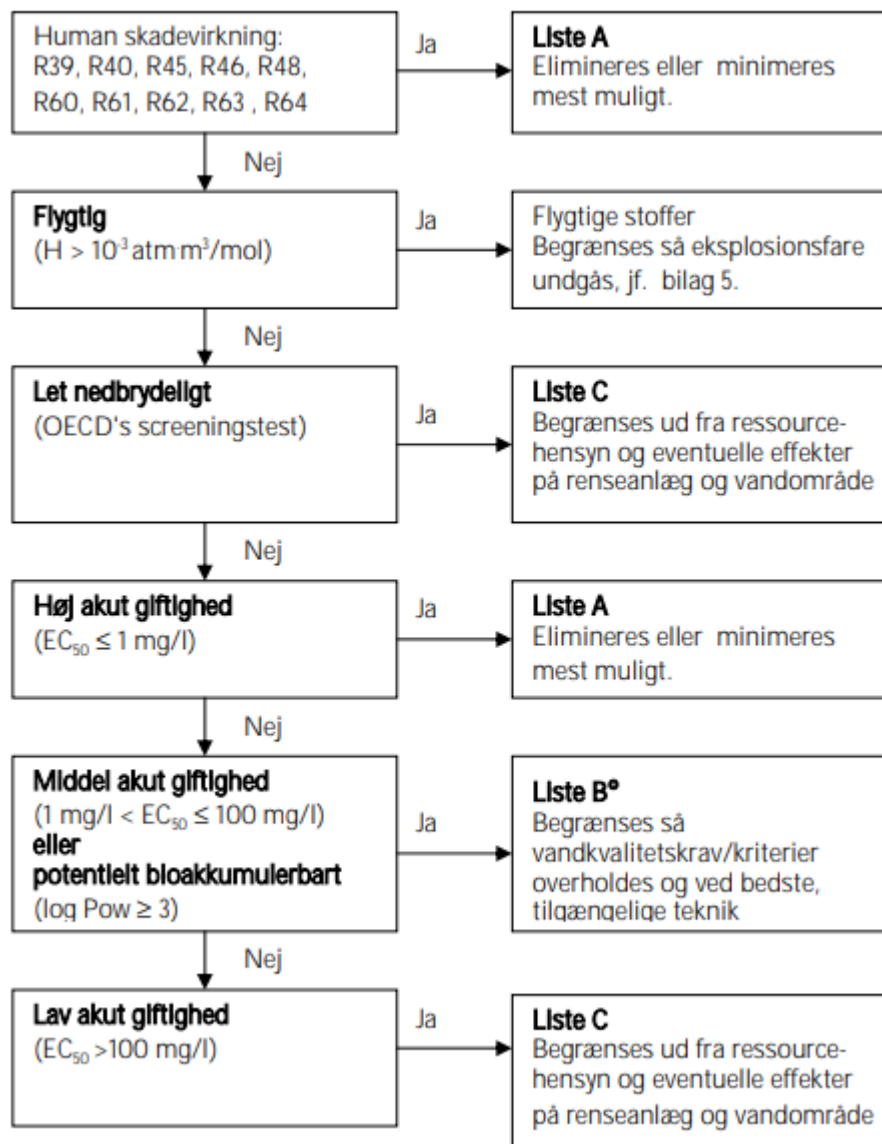 Human skadevirkning:
R39, R40, R45, R46, R48,
R60, R61, R62, R63 , R64
Ja
Liste A
Elimineres eller minimeres
mest muligt.
Nej
Flygtig
(H > 10⁻³ atm·m³/mol)
Ja
Flygtige stoffer
Begrænses så eksplosionsfare
undgås, jf. bilag 5.
Nej
Let nedbrydeligt
(OECD's screeningstest)
Ja
Liste C
Begrænses ud fra ressource-
hensyn og eventuelle effekter
på renseanlæg og vandområde
Nej
Høj akut giftighed
(EC₅₀ ≤ 1 mg/l)
Ja
Liste A
Elimineres eller minimeres
mest muligt.
Nej
Middel akut giftighed
(1 mg/l < EC₅₀ ≤ 100 mg/l)
eller
potentielt bioakkumulerbart
(log Pow ≥ 3)
Ja
Liste Bº
Begrænses så
vandkvalitetskrav/kriterier
overholdes og ved bedste,
tilgængelige teknik
Nej
Lav akut giftighed
(EC₅₀ >100 mg/l)
Ja
Liste C
Begrænses ud fra ressource-
hensyn og eventuelle effekter
på renseanlæg og vandområde